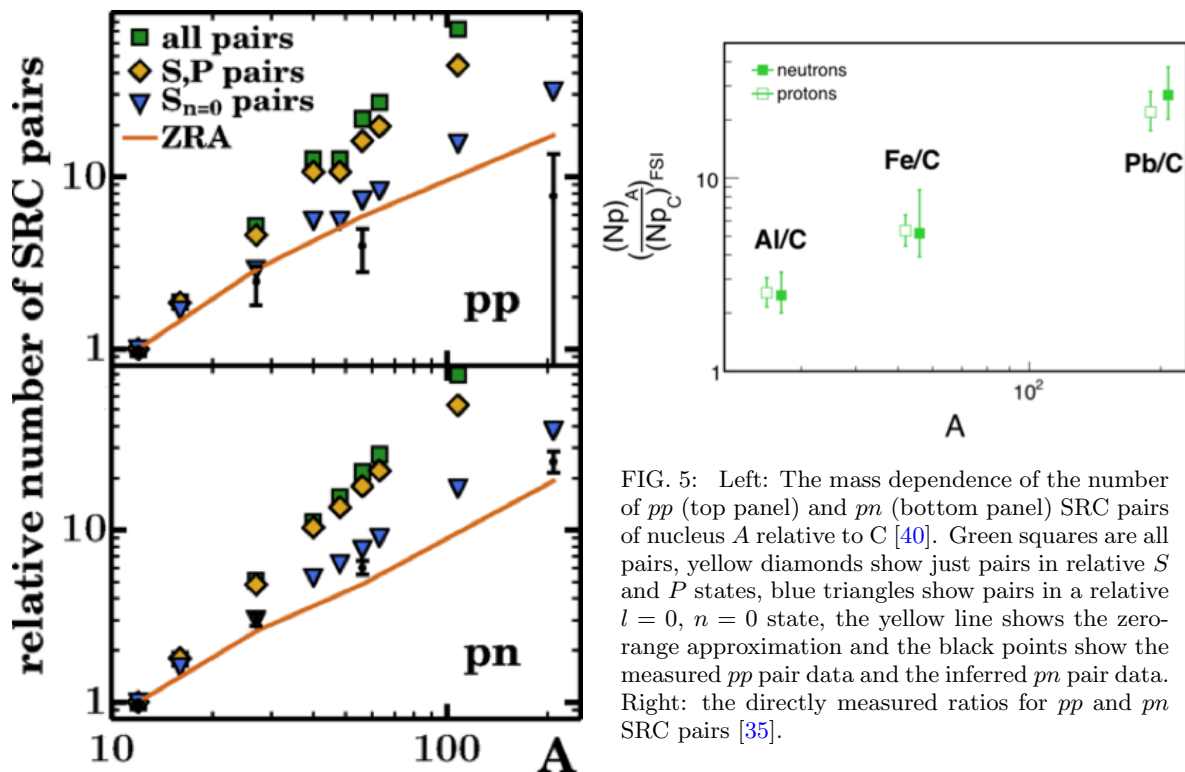 relative number of SRC pairs
all pairs
S,P pairs
Sn=0 pairs
ZRA
10
1
pp
10
1
pn
10
100
A
neutrons
protons
((Np)A/(NpC))FSI
10
1
Al/C
Fe/C
Pb/C
10²
A
FIG. 5: Left: The mass dependence of the number
of pp (top panel) and pn (bottom panel) SRC pairs
of nucleus A relative to C [40]. Green squares are all
pairs, yellow diamonds show just pairs in relative S
and P states, blue triangles show pairs in a relative
l = 0, n = 0 state, the yellow line shows the zero-
range approximation and the black points show the
measured pp pair data and the inferred pn pair data.
Right: the directly measured ratios for pp and pn
SRC pairs [35].